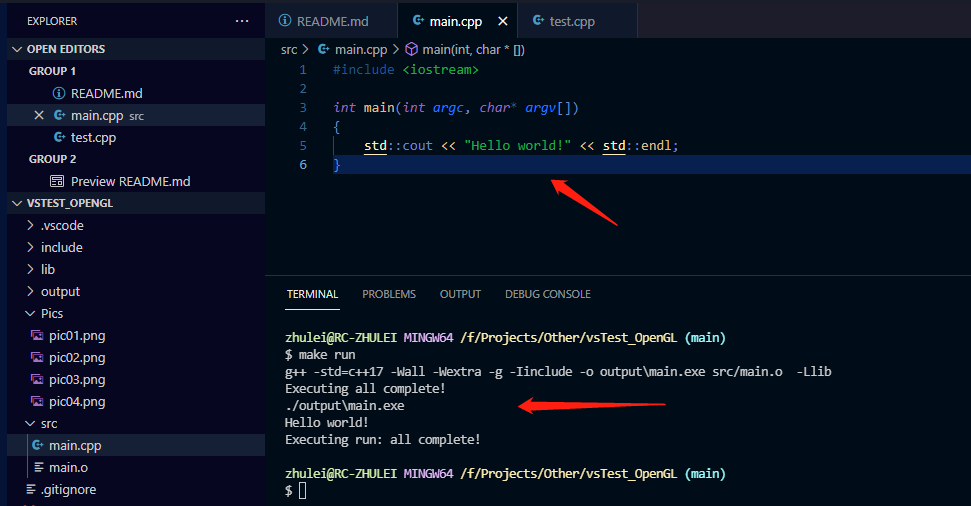 EXPLORER
OPEN EDITORS
GROUP 1
README.md
main.cpp src
test.cpp
GROUP 2
Preview README.md
VSTEST_OPENGL
.vscode
include
lib
output
Pics
pic01.png
pic02.png
pic03.png
pic04.png
src
main.cpp
main.o
.gitignore
README.md
main.cpp
test.cpp
src > main.cpp > main(int, char * [])
1 #include <iostream>
2
3 int main(int argc, char* argv[])
4 {
5 std::cout << "Hello world!" << std::endl;
6 }
TERMINAL PROBLEMS OUTPUT DEBUG CONSOLE
zhulei@RC-ZHULEI MINGW64 /f/Projects/Other/vsTest_OpenGL (main)
$ make run
g++ -std=c++17 -Wall -Wextra -g -Iinclude -o output\main.exe src/main.o -Llib
Executing all complete!
./output\main.exe
Hello world!
Executing run: all complete!
zhulei@RC-ZHULEI MINGW64 /f/Projects/Other/vsTest_OpenGL (main)
$